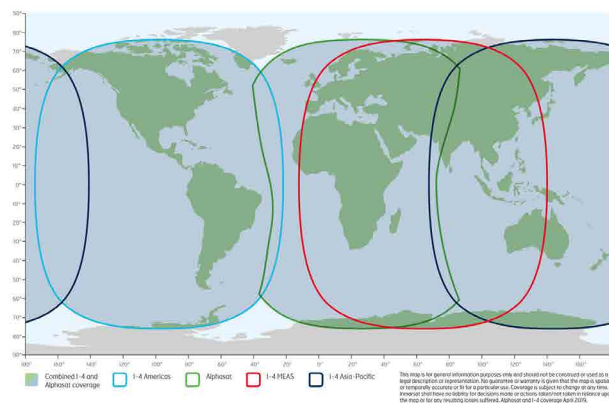 90°
80°
70°
60°
50°
40°
30°
20°
10°
0°
10°
20°
30°
40°
50°
60°
70°
80°
90°
180° 160° 140° 120° 100° 80° 60° 40° 20° 0° 20° 40° 60° 80° 100° 120° 140° 160°
Combined I-4 and
Alphasat coverage
I-4 Americas
Alphasat
I-4 MEAS
I-4 Asia-Pacific
This map is for general information purposes only and should not be construed or used as a
legal description or representation. No guarantee or warranty is given that the map is
or temporally accurate or fit for a particular use. Coverage is subject to change at any time.
Inmarsat shall have no liability for decisions made or actions taken/not taken in reliance
the map or for any resulting losses suffered. Alphasat and I-4 coverage April 2019.